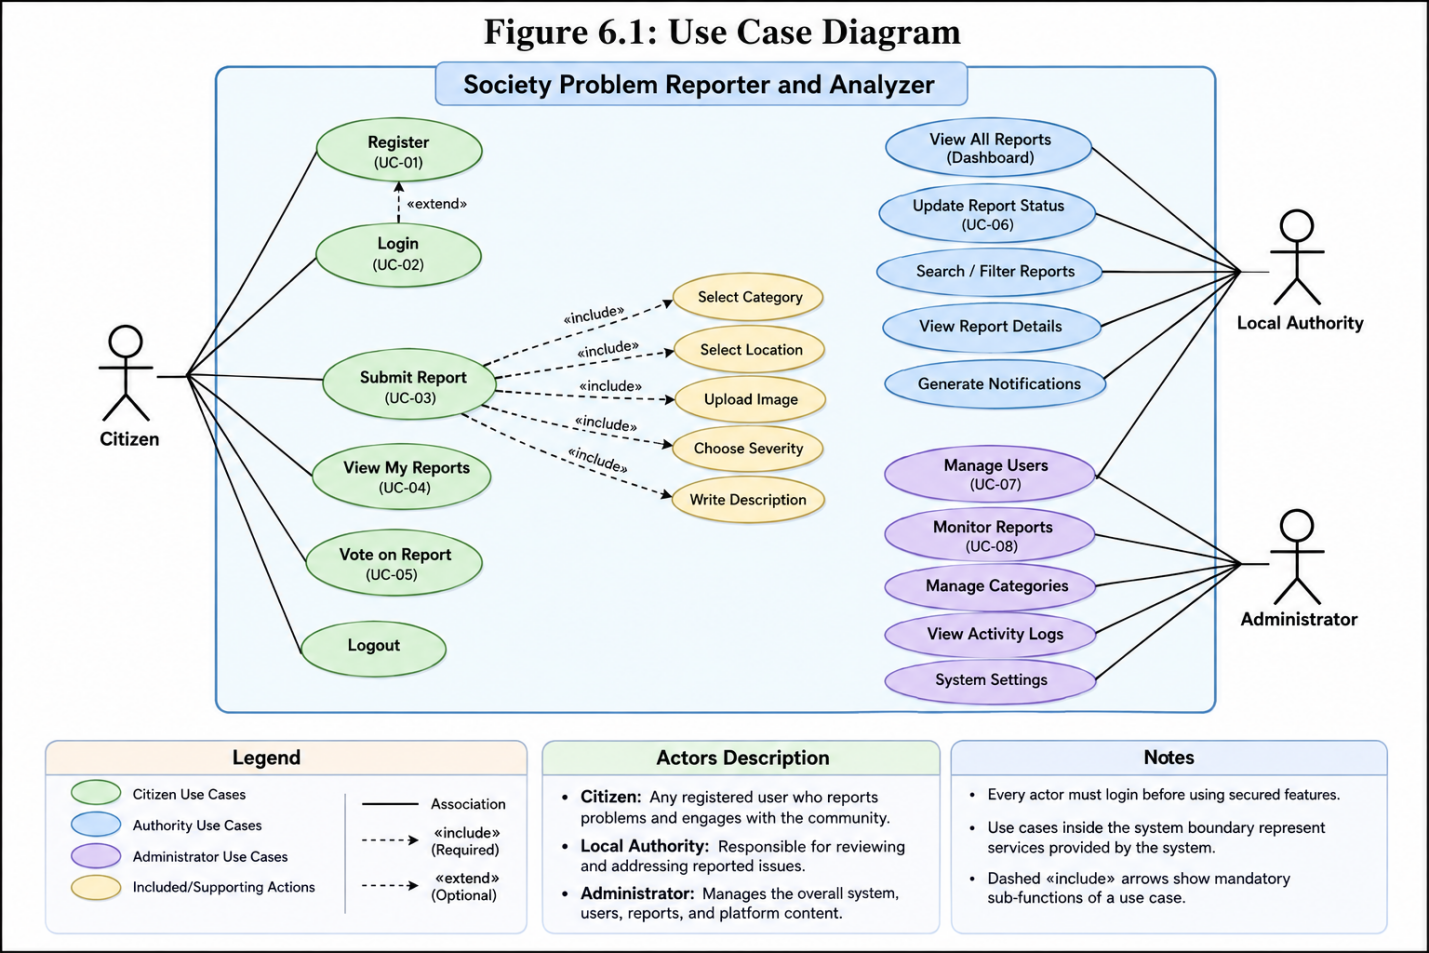 Figure 6.1: Use Case Diagram
Society Problem Reporter and Analyzer
Register
(UC-01)
«extend»
Login
(UC-02)
Submit Report
(UC-03)
View My Reports
(UC-04)
Vote on Report
(UC-05)
Logout
Citizen
«include»
«include»
«include»
«include»
«include»
Select Category
Select Location
Upload Image
Choose Severity
Write Description
View All Reports
(Dashboard)
Update Report Status
(UC-06)
Search / Filter Reports
View Report Details
Generate Notifications
Manage Users
(UC-07)
Monitor Reports
(UC-08)
Manage Categories
View Activity Logs
System Settings
Local Authority
Administrator
Legend
Citizen Use Cases
Authority Use Cases
Administrator Use Cases
Included/Supporting Actions
Association
«include»
(Required)
«extend»
(Optional)
Actors Description
• Citizen: Any registered user who reports
problems and engages with the community.
• Local Authority: Responsible for reviewing
and addressing reported issues.
• Administrator: Manages the overall system,
users, reports, and platform content.
Notes
• Every actor must login before using secured features.
• Use cases inside the system boundary represent
services provided by the system.
• Dashed «include» arrows show mandatory
sub-functions of a use case.